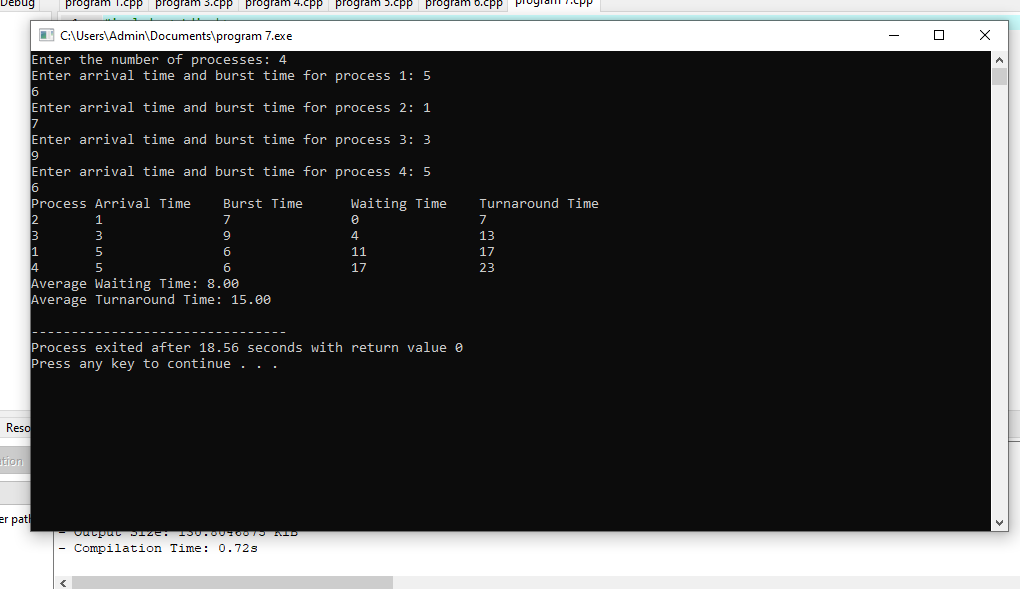 Debug program 1.cpp program 3.cpp program 4.cpp program 5.cpp program 6.cpp program 7.cpp
C:\Users\Admin\Documents\program 7.exe
Enter the number of processes: 4
Enter arrival time and burst time for process 1: 5
6
Enter arrival time and burst time for process 2: 1
7
Enter arrival time and burst time for process 3: 3
9
Enter arrival time and burst time for process 4: 5
6
Process Arrival Time    Burst Time      Waiting Time    Turnaround Time
2       1               7               0               7
3       3               9               4               13
1       5               6               11              17
4       5               6               17              23
Average Waiting Time: 8.00
Average Turnaround Time: 15.00
--------------------------------
Process exited after 18.56 seconds with return value 0
Press any key to continue . . .
Reso
ation
er path
- Output Size: 130.8046875 KiB
- Compilation Time: 0.72s